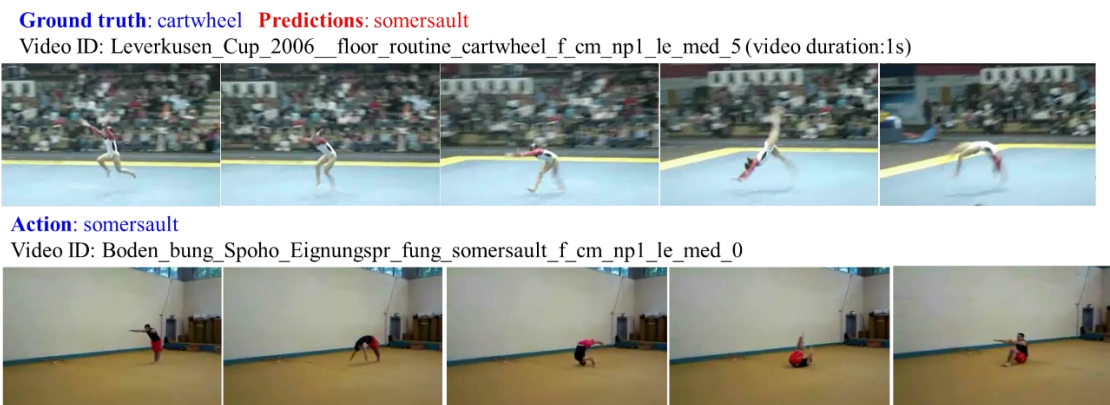 Ground truth: cartwheel Predictions: somersault
Video ID: Leverkusen_Cup_2006__floor_routine_cartwheel_f_cm_np1_le_med_5 (video duration:1s)
Action: somersault
Video ID: Boden_bung_Spoho_Eignungspr_fung_somersault_f_cm_np1_le_med_0